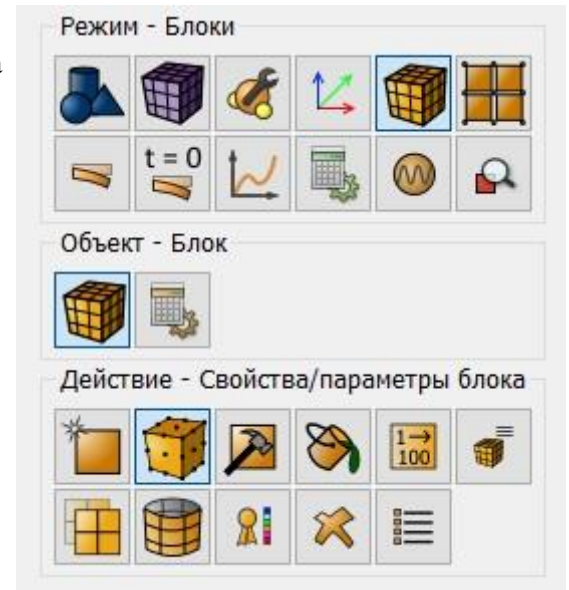 Режим - Блоки
а
t = 0
Объект - Блок
Действие - Свойства/параметры блока
1→
100